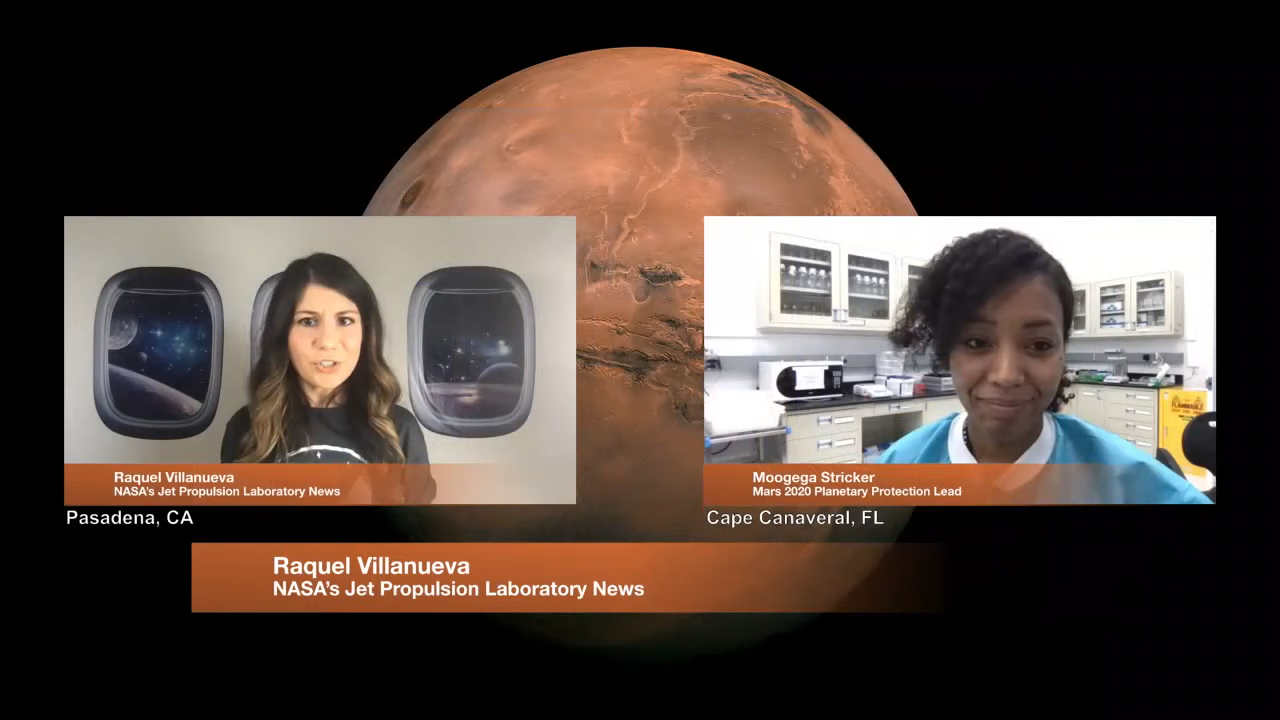 Raquel Villanueva
NASA's Jet Propulsion Laboratory News
Pasadena, CA
Moogega Stricker
Mars 2020 Planetary Protection Lead
Cape Canaveral, FL
FLAMMABLE
Raquel Villanueva
NASA's Jet Propulsion Laboratory News